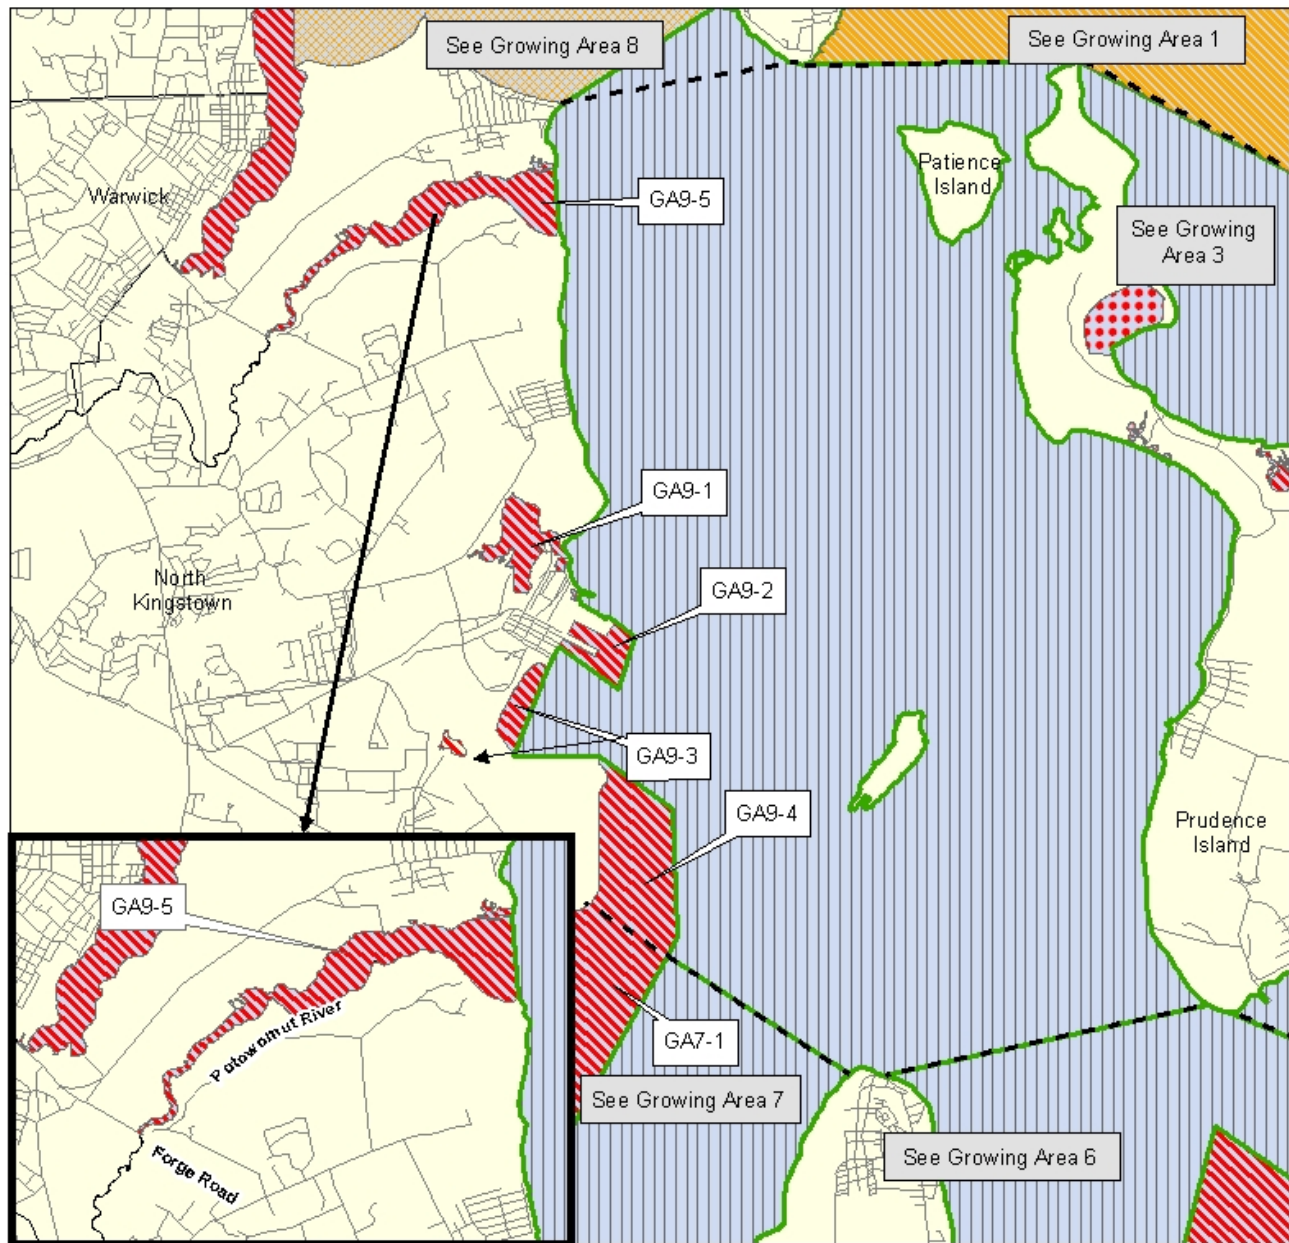 See Growing Area 8
See Growing Area 1
Patience
Island
Warwick
GA9-5
See Growing
Area 3
GA9-1
North
Kingstown
GA9-2
GA9-3
GA9-4
Prudence
Island
GA9-5
Potowomut River
GA7-1
See Growing Area 7
Forge Road
See Growing Area 6